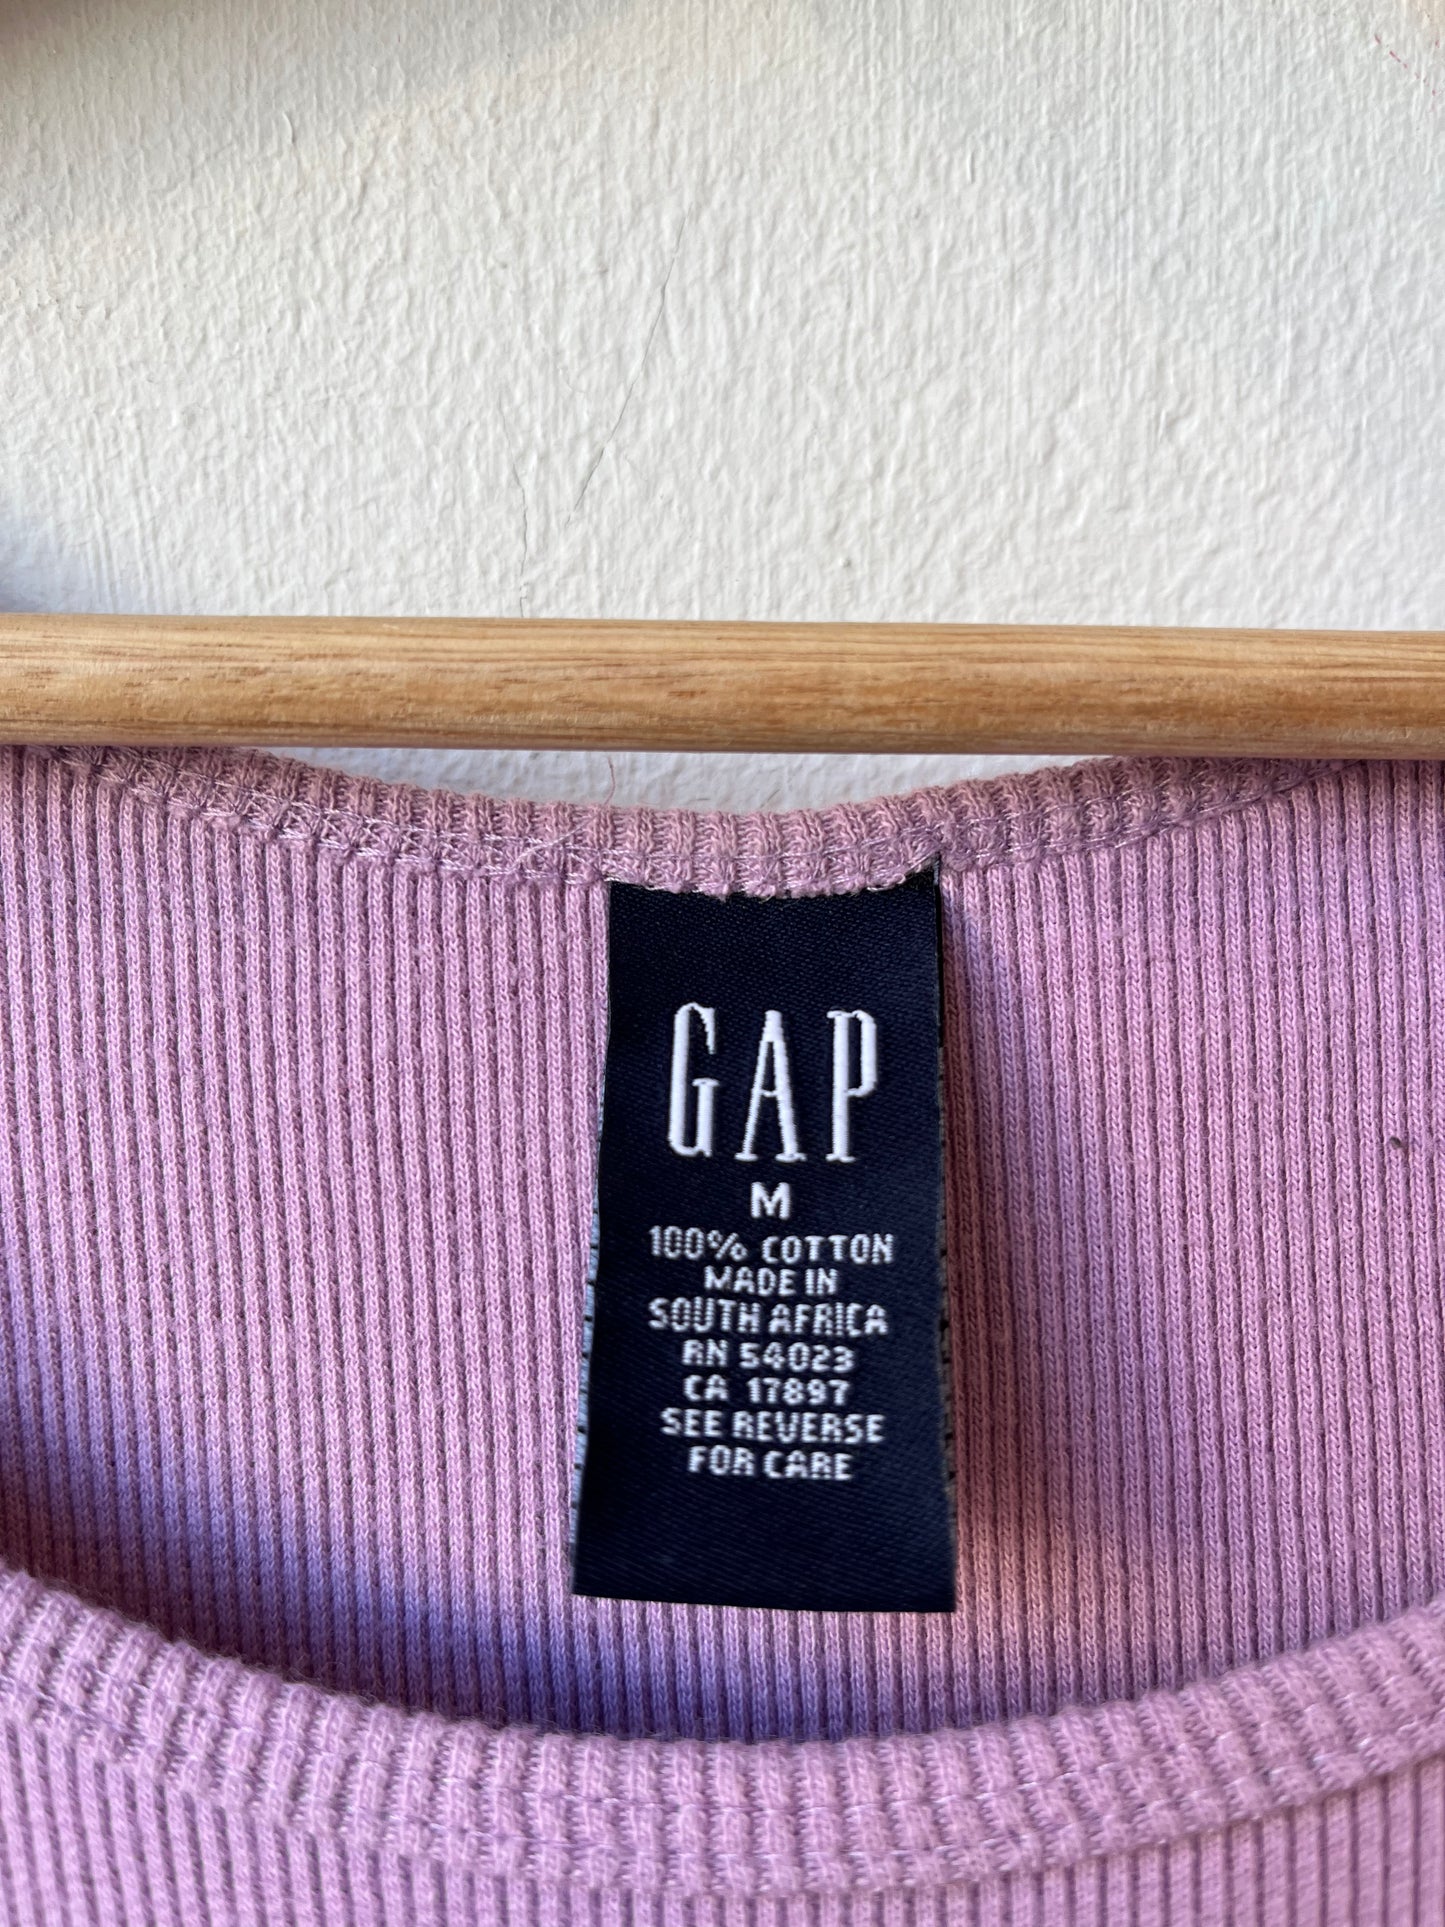 GAP
M
100% COTTON
MADE IN
SOUTH AFRICA
RN 54023
CA 17897
SEE REVERSE
FOR CARE